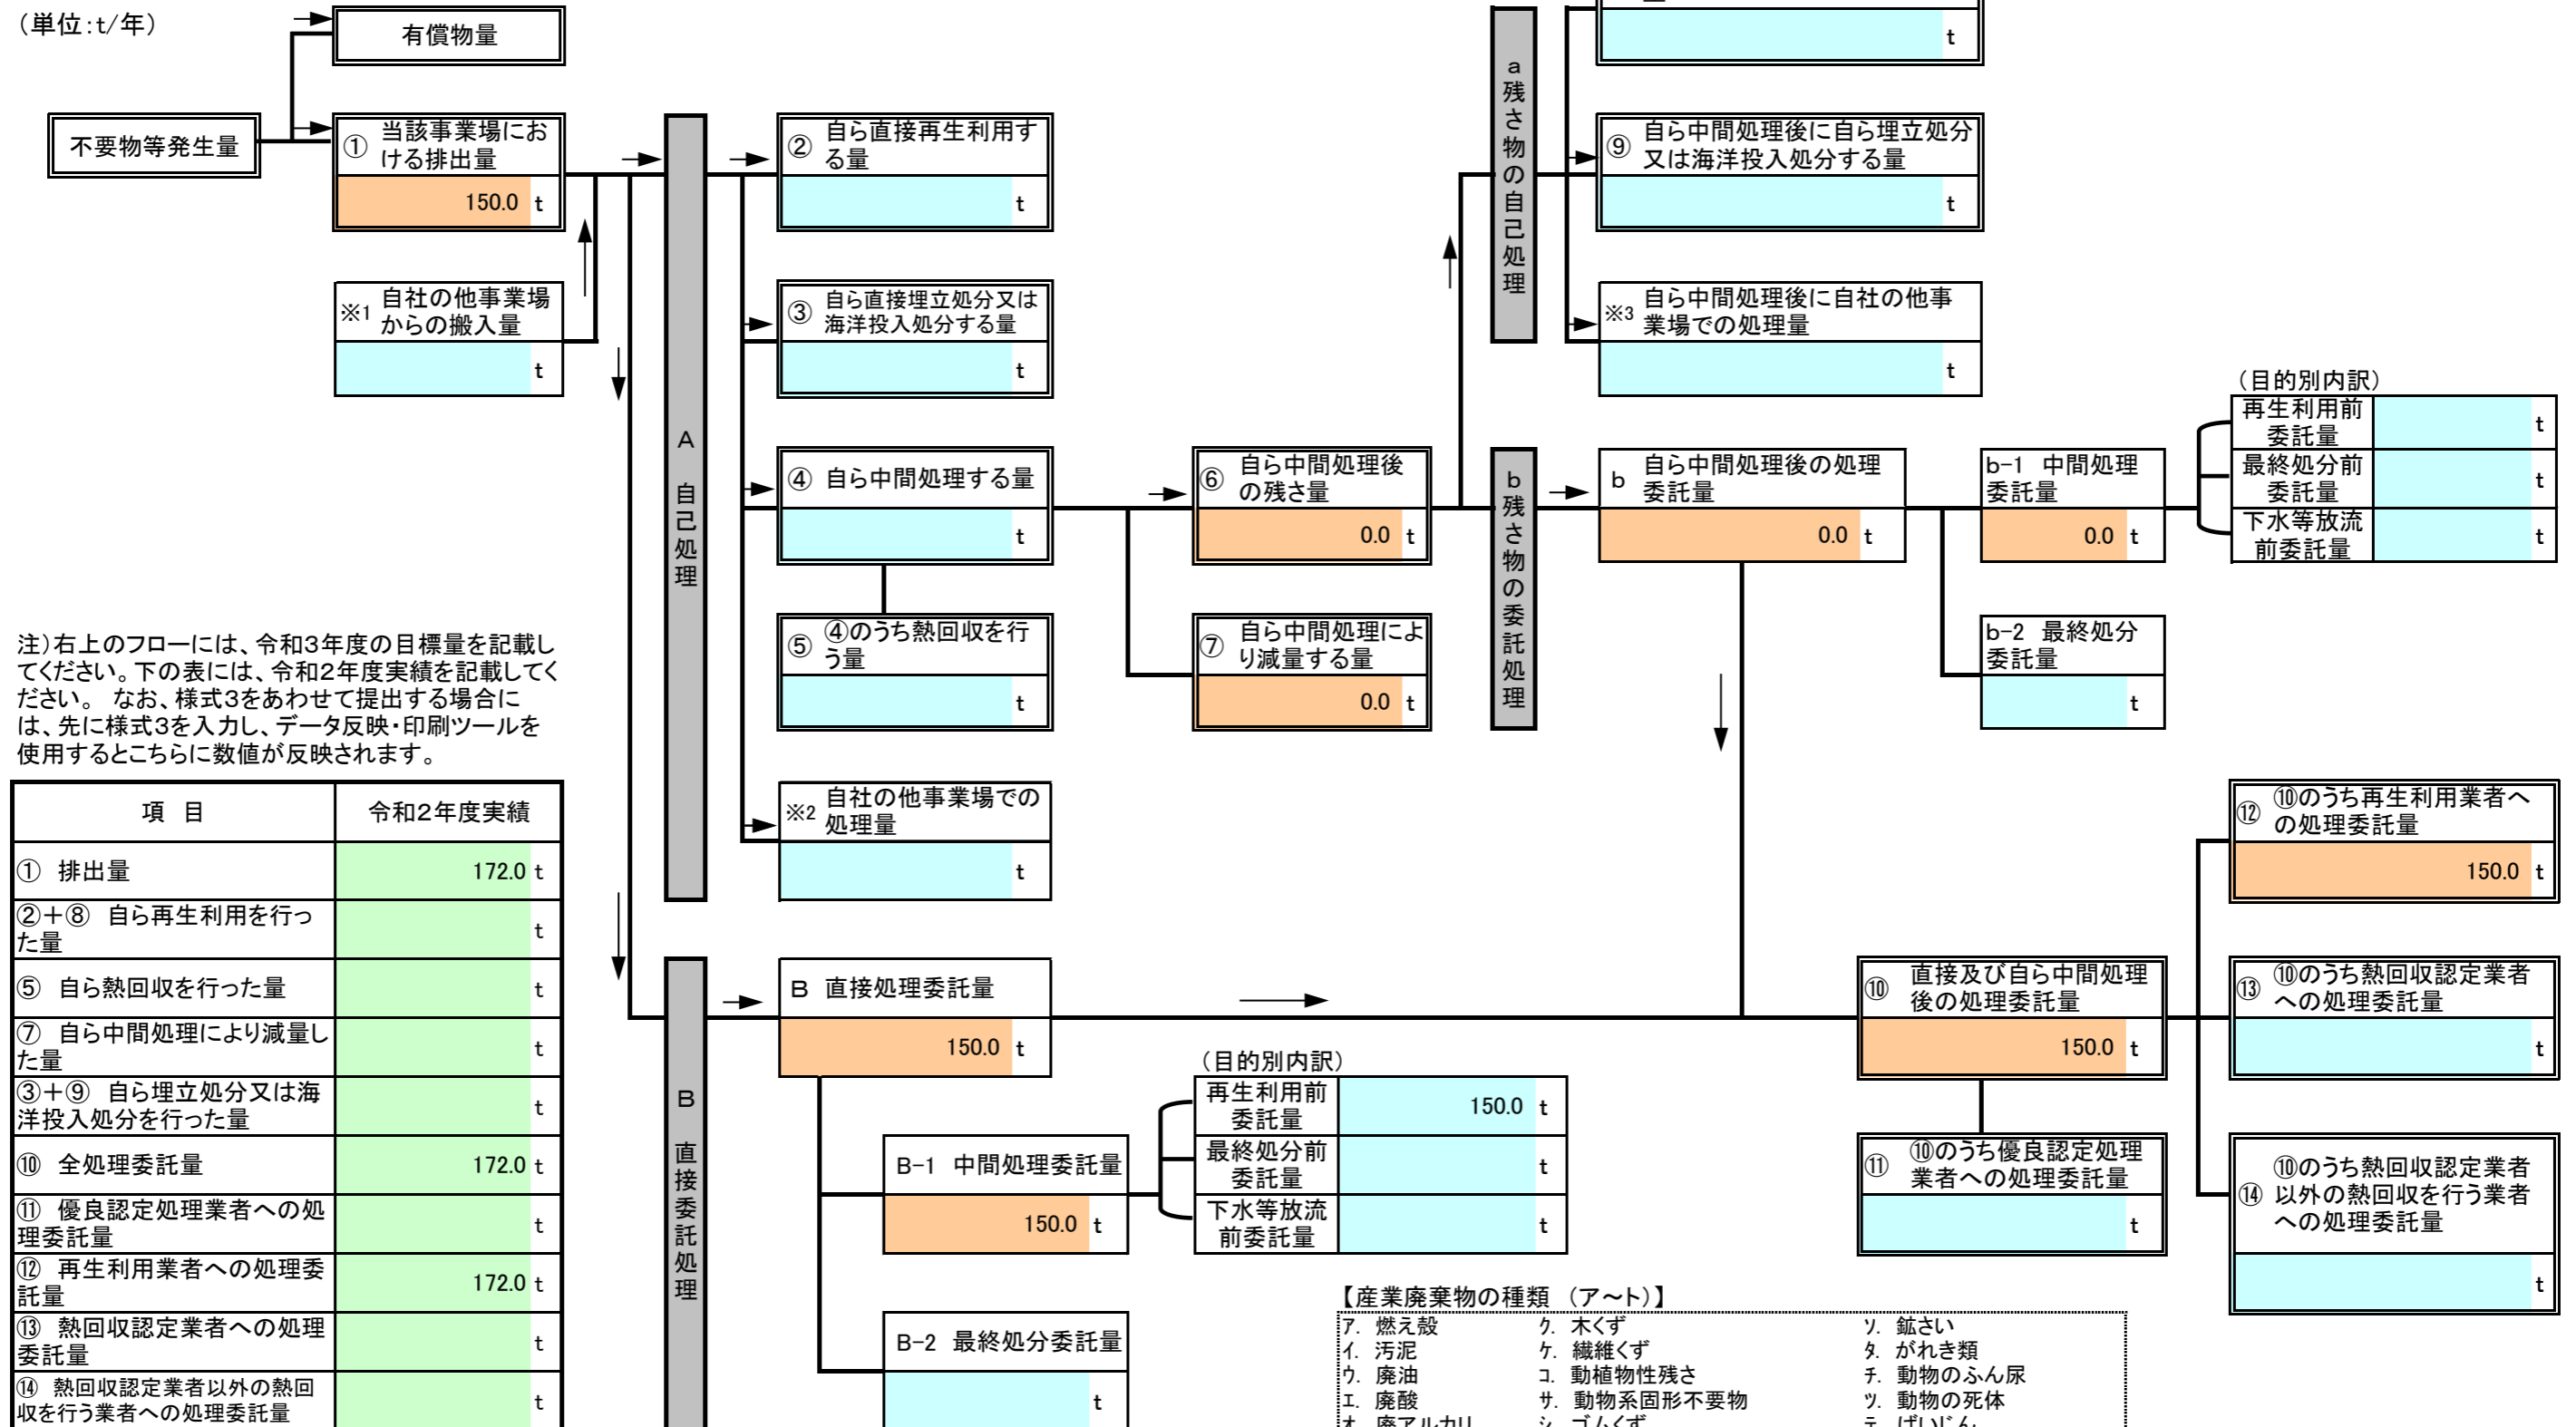 （単位：t/年）
有償物量
不要物等発生量
① 当該事業場にお
ける排出量
150.0 t
※1 自社の他事業場
からの搬入量
t
A 自己処理
② 自ら直接再生利用す
る量
t
③ 自ら直接埋立処分又は
海洋投入処分する量
t
④ 自ら中間処理する量
t
⑤ ④のうち熱回収を行
う量
t
※2 自社の他事業場での
処理量
t
⑥ 自ら中間処理後
の残さ量
0.0 t
⑦ 自ら中間処理によ
り減量する量
0.0 t
a 残さ物の自己処理
t
⑨ 自ら中間処理後に自ら埋立処分
又は海洋投入処分する量
t
※3 自ら中間処理後に自社の他事
業場での処理量
t
b 残さ物の委託処理
b 自ら中間処理後の処理
委託量
0.0 t
b-1 中間処理
委託量
0.0 t
（目的別内訳）
再生利用前
委託量
t
最終処分前
委託量
t
下水等放流
前委託量
t
b-2 最終処分
委託量
t
注）右上のフローには、令和３年度の目標量を記載し
てください。下の表には、令和２年度実績を記載してく
ださい。 なお、様式３をあわせて提出する場合に
は、先に様式３を入力し、データ反映・印刷ツールを
使用するとこちらに数値が反映されます。
項 目 令和２年度実績
① 排出量 172.0 t
②＋⑧ 自ら再生利用を行っ
た量 t
⑤ 自ら熱回収を行った量 t
⑦ 自ら中間処理により減量し
た量 t
③＋⑨ 自ら埋立処分又は海
洋投入処分を行った量 t
⑩ 全処理委託量 172.0 t
⑪ 優良認定処理業者への処
理委託量 t
⑫ 再生利用業者への処理委
託量 172.0 t
⑬ 熱回収認定業者への処理
委託量 t
⑭ 熱回収認定業者以外の熱回
収を行う業者への処理委託量 t
B 直接委託処理
B 直接処理委託量
150.0 t
B-1 中間処理委託量
150.0 t
（目的別内訳）
再生利用前
委託量
150.0 t
最終処分前
委託量
t
下水等放流
前委託量
t
B-2 最終処分委託量
t
⑩ 直接及び自ら中間処理
後の処理委託量
150.0 t
⑪ ⑩のうち優良認定処理
業者への処理委託量
t
⑫ ⑩のうち再生利用業者へ
の処理委託量
150.0 t
⑬ ⑩のうち熱回収認定業者
への処理委託量
t
⑭ ⑩のうち熱回収認定業者
以外の熱回収を行う業者
への処理委託量
t
【産業廃棄物の種類 （ア～ト）】
ア. 燃え殻 ク. 木くず ソ. 鉱さい
イ. 汚泥 ケ. 繊維くず タ. がれき類
ウ. 廃油 コ. 動植物性残さ チ. 動物のふん尿
エ. 廃酸 サ. 動物系固形不要物 ツ. 動物の死体
オ. 廃アルカリ シ. ゴムくず テ. ばいじん